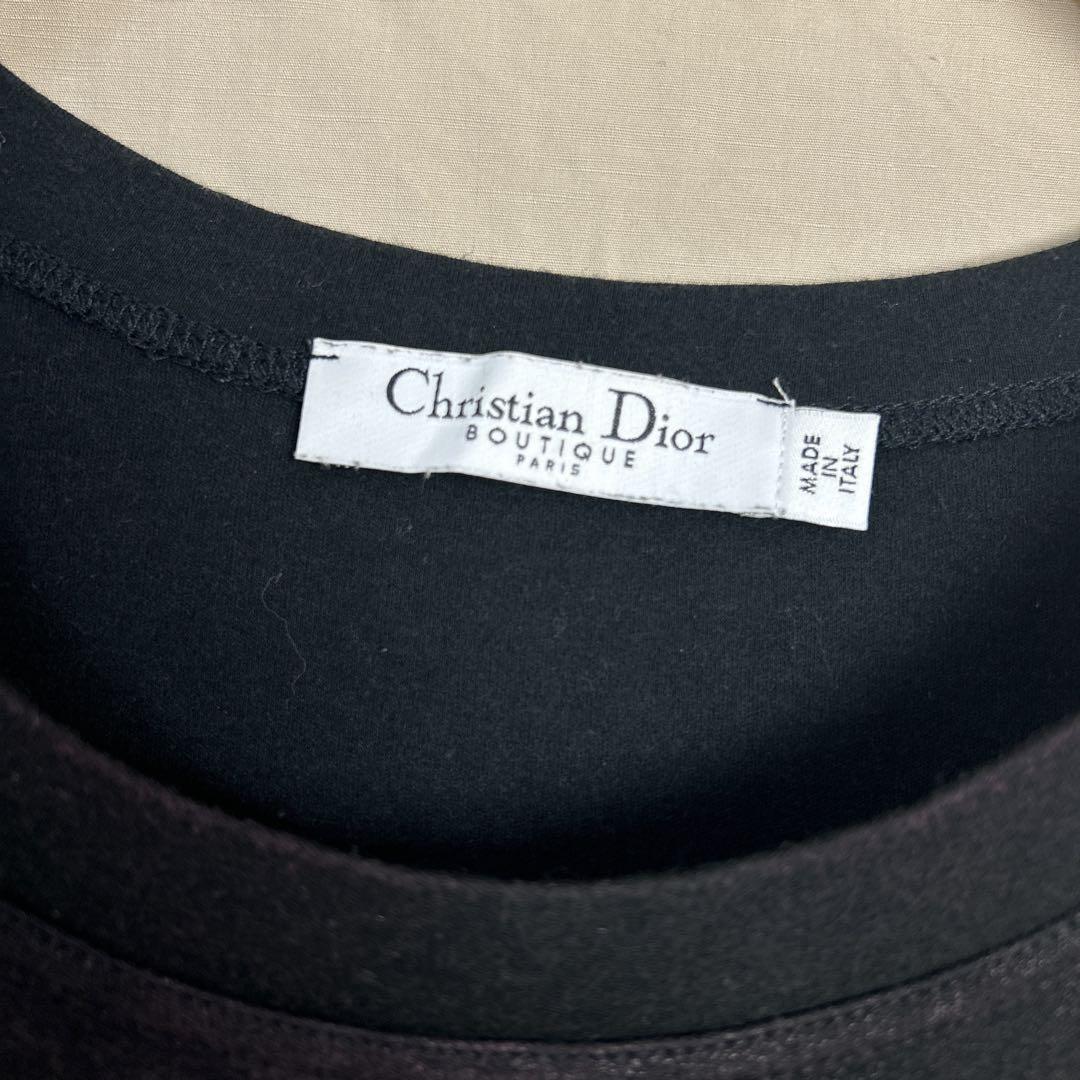 Christian Dior
BOUTIQUE
PARIS
MADE
IN
ITALY